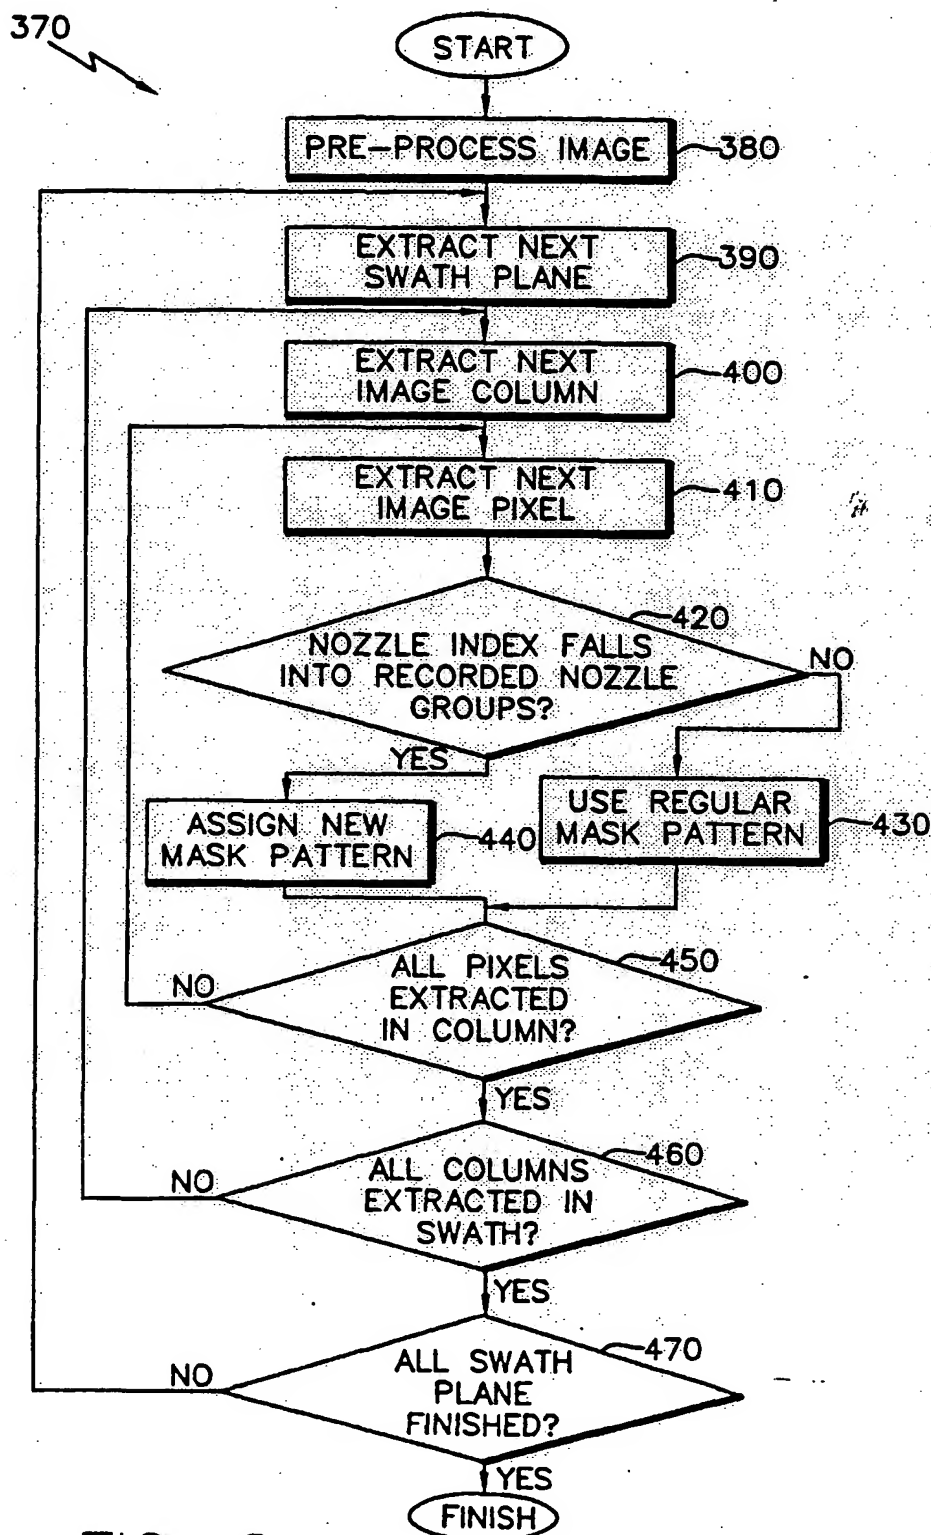 370
START
PRE-PROCESS IMAGE
380
EXTRACT NEXT
SWATH PLANE
390
EXTRACT NEXT
IMAGE COLUMN
400
EXTRACT NEXT
IMAGE PIXEL
410
420
NOZZLE INDEX FALLS
INTO RECORDED NOZZLE
GROUPS?
NO
YES
ASSIGN NEW
MASK PATTERN
440
USE REGULAR
MASK PATTERN
430
450
ALL PIXELS
EXTRACTED
IN COLUMN?
NO
YES
460
ALL COLUMNS
EXTRACTED IN
SWATH?
NO
YES
470
ALL SWATH
PLANE
FINISHED?
NO
YES
FINISH